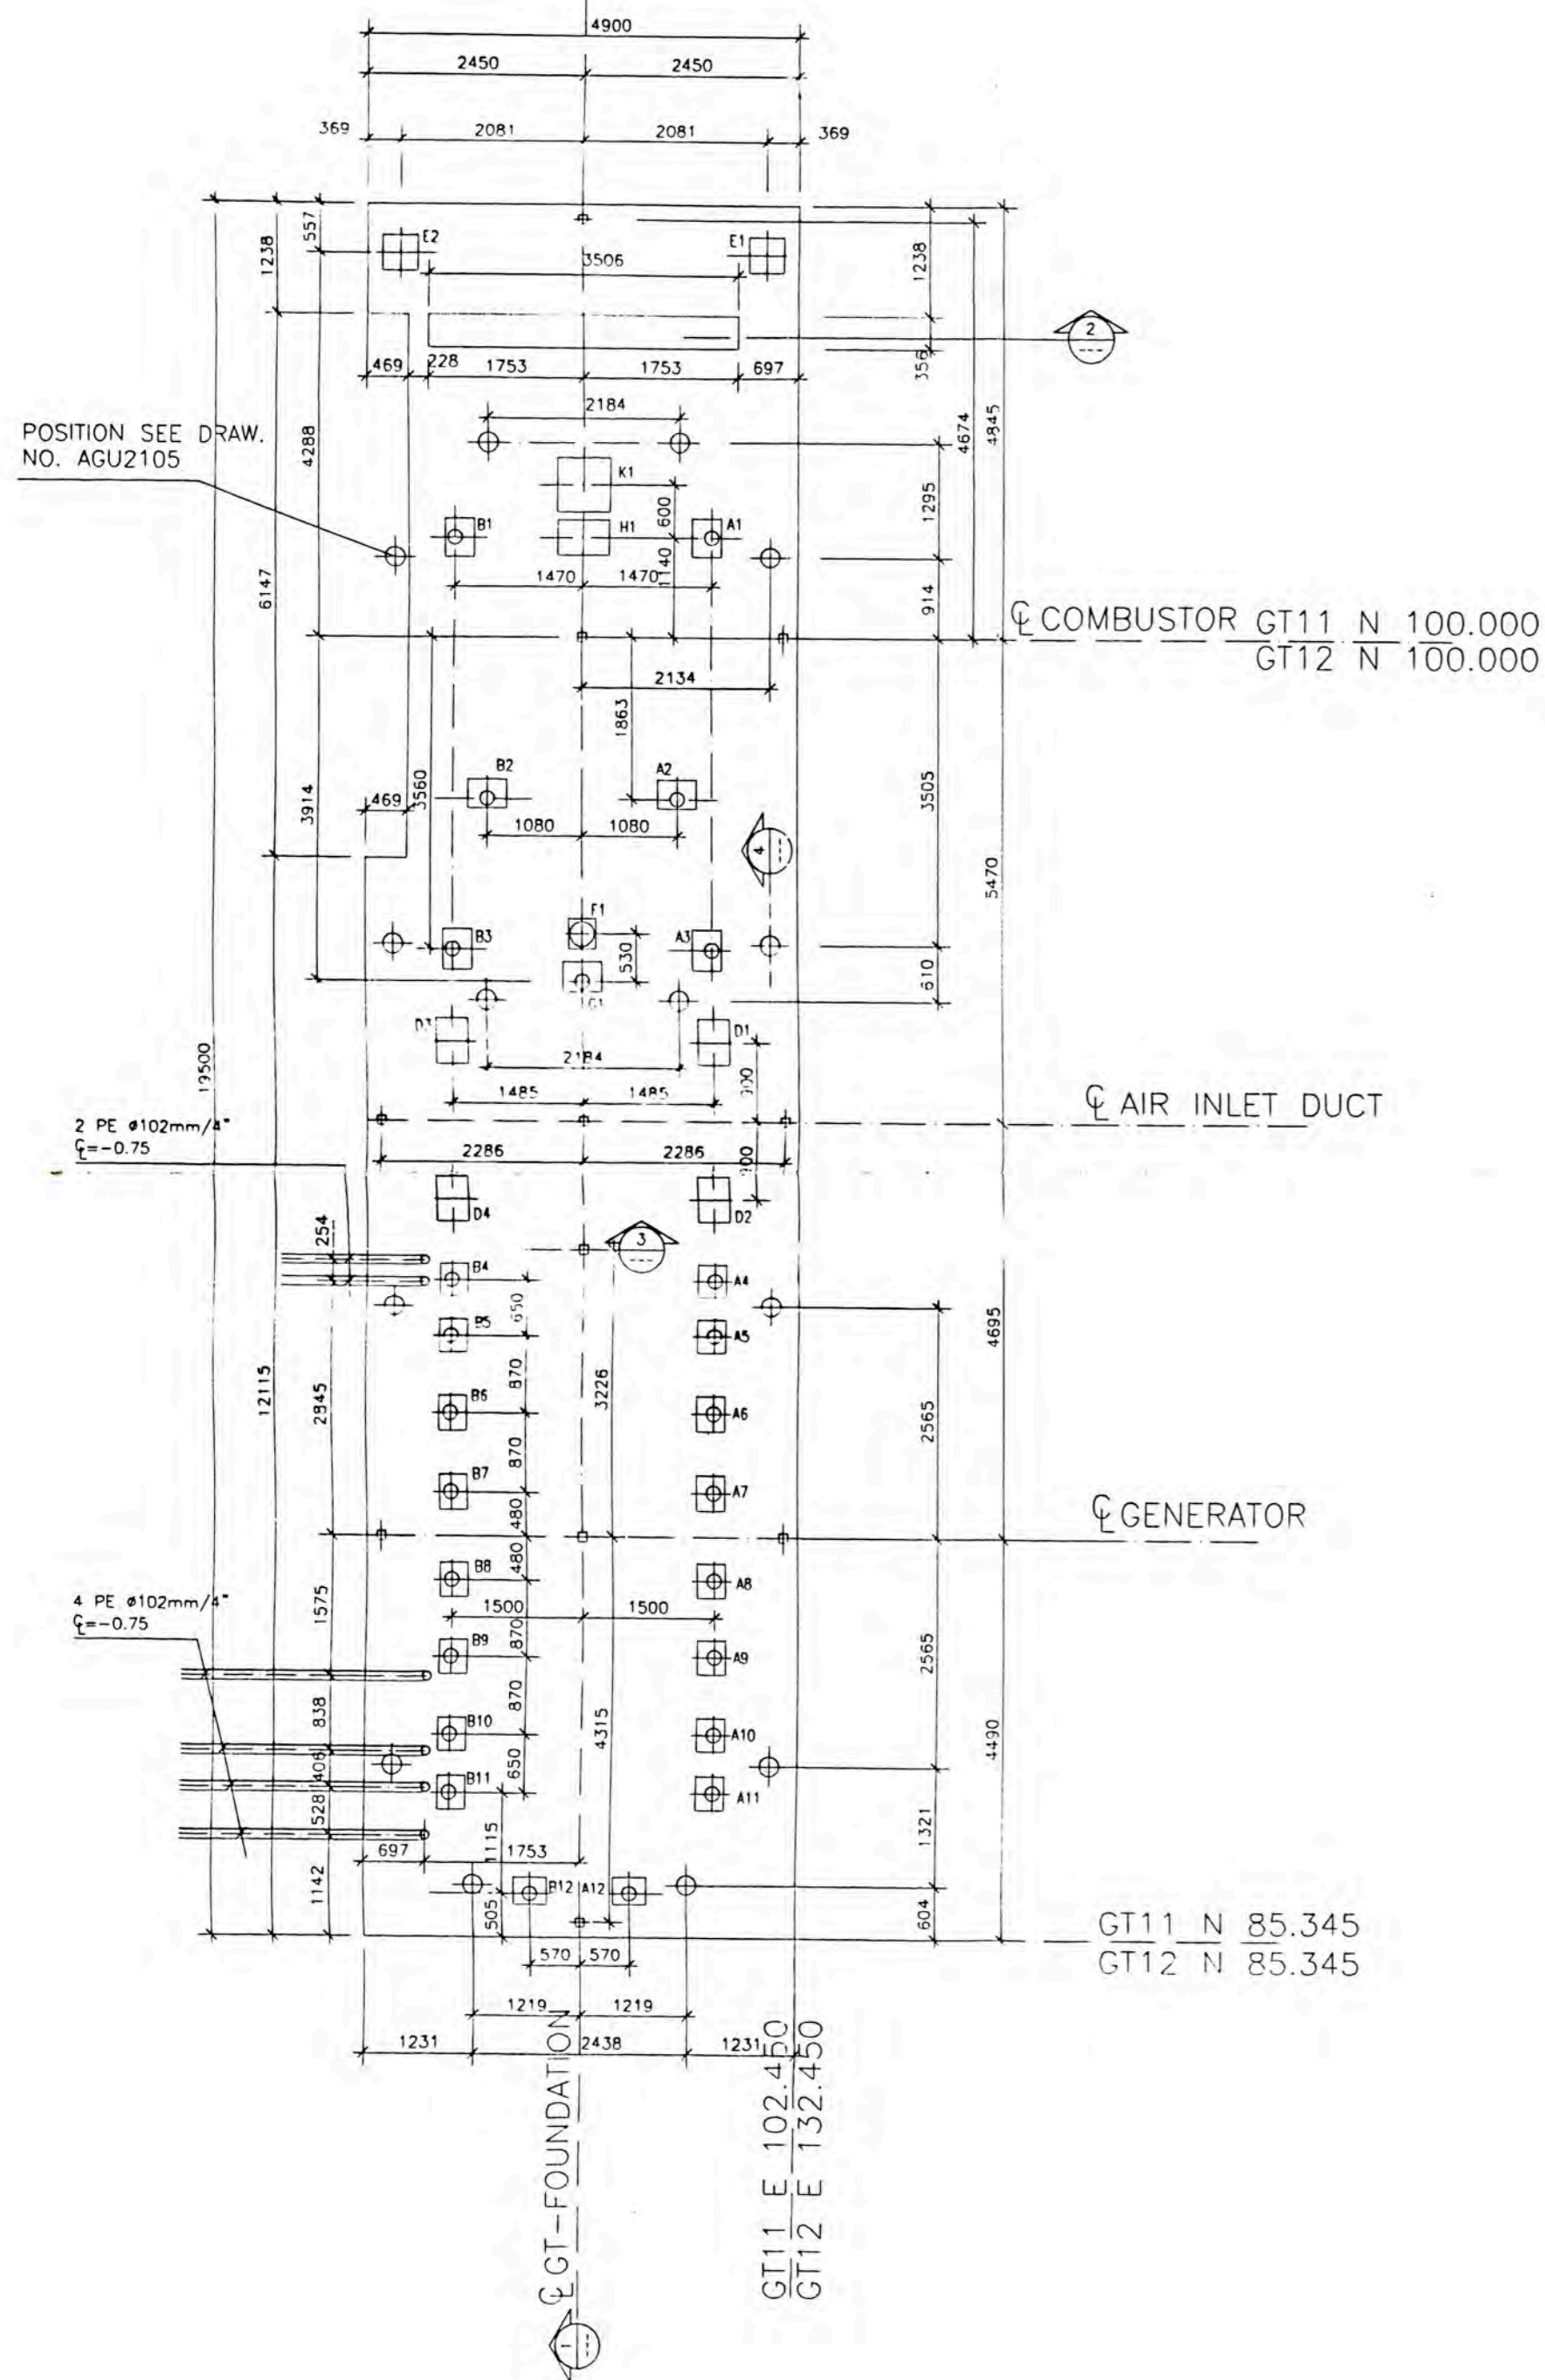 4900
2450 2450
369 2081 2081 369
557
1238
E2 E1
3506
1238
2
469 228 1753 1753 697
356
2184
4674 4845
POSITION SEE DRAW.
NO. AGU2105
4288
K1
600
1295
B1 H1 A1
1140
1470 1470
6147
914
℄ COMBUSTOR GT11 N 100.000
GT12 N 100.000
2134
1863
B2 A2
3914
469 3560
3505
1080 1080
4
5470
F1
B3 A3
530
610
G1
D3 D1
2184
19500
900
1485 1485
℄ AIR INLET DUCT
2 PE ø102mm/4"
℄=-0.75
2286 2286
900
D4 D2
254
3
B4 A4
650
B5 A5
4695
12115
2945
870
3226
B6 A6
2565
870
B7 A7
480
℄ GENERATOR
480
B8 A8
4 PE ø102mm/4"
℄=-0.75
1575
1500 1500
870
B9 A9
2565
838
870
B10 A10
4315
4490
406
650
B11 A11
528
1321
697 1115 1753
1142
B12 A12
505
604
GT11 N 85.345
GT12 N 85.345
570 570
1219 1219
1231 2438 1231
℄ GT-FOUNDATION
GT11 E 102.450
GT12 E 132.450
1